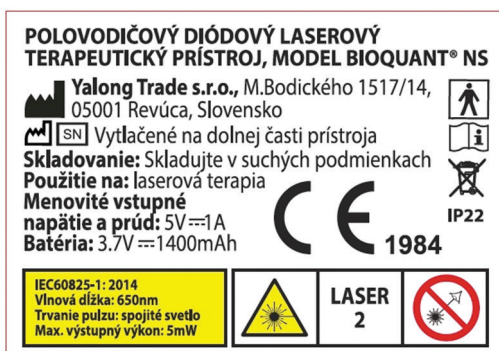 POLOVODIČOVÝ DIÓDOVÝ LASEROVÝ
TERAPEUTICKÝ PRÍSTROJ, MODEL BIOQUANT® NS
Yalong Trade s.r.o., M.Bodického 1517/14,
05001 Revúca, Slovensko
SN Vytlačené na dolnej časti prístroja
Skladovanie: Skladujte v suchých podmienkach
Použitie na: laserová terapia
Menovité vstupné
napätie a prúd: 5V⎓1A
Batéria: 3.7V⎓1400mAh
CE 1984
IP22
IEC60825-1: 2014
Vlnová dĺžka: 650nm
Trvanie pulzu: spojité svetlo
Max. výstupný výkon: 5mW
LASER
2